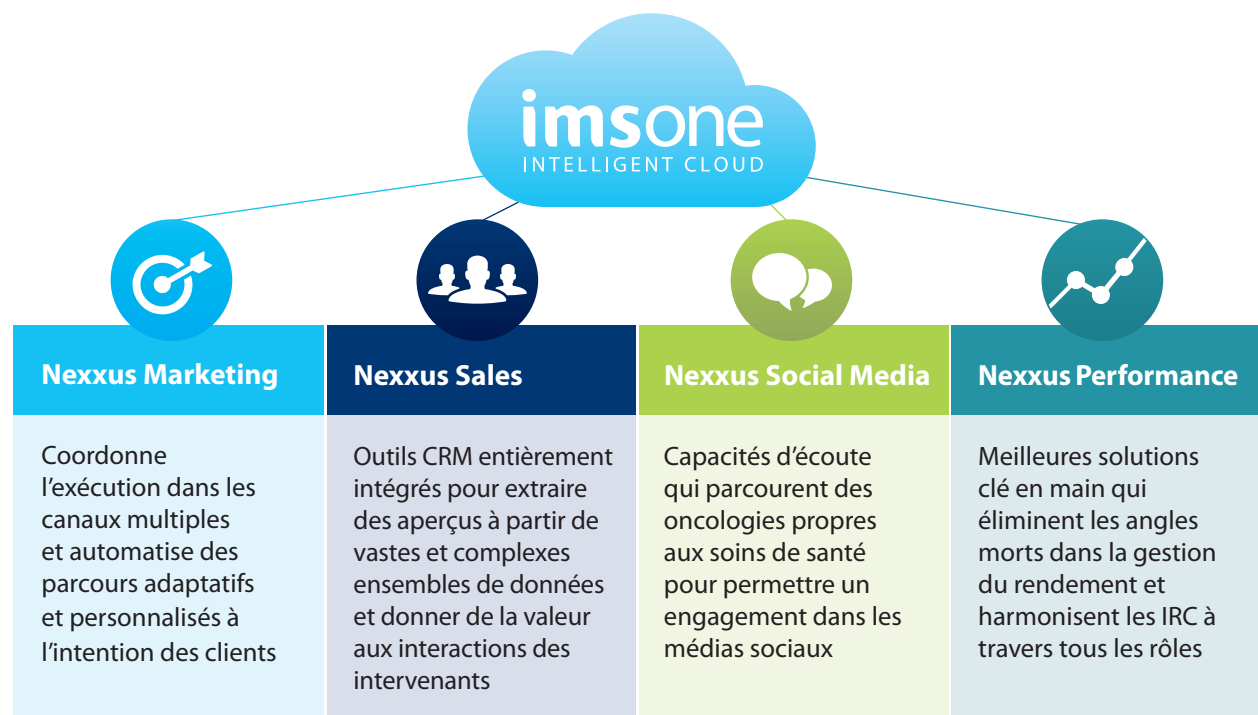 imsone
INTELLIGENT CLOUD
Nexxus Marketing
Coordonne
l’exécution dans les
canaux multiples
et automatise des
parcours adaptatifs
et personnalisés à
l’intention des clients
Nexxus Sales
Outils CRM entièrement
intégrés pour extraire
des aperçus à partir de
vastes et complexes
ensembles de données
et donner de la valeur
aux interactions des
intervenants
Nexxus Social Media
Capacités d’écoute
qui parcourent des
oncologies propres
aux soins de santé
pour permettre un
engagement dans les
médias sociaux
Nexxus Performance
Meilleures solutions
clé en main qui
éliminent les angles
morts dans la gestion
du rendement et
harmonisent les IRC à
travers tous les rôles